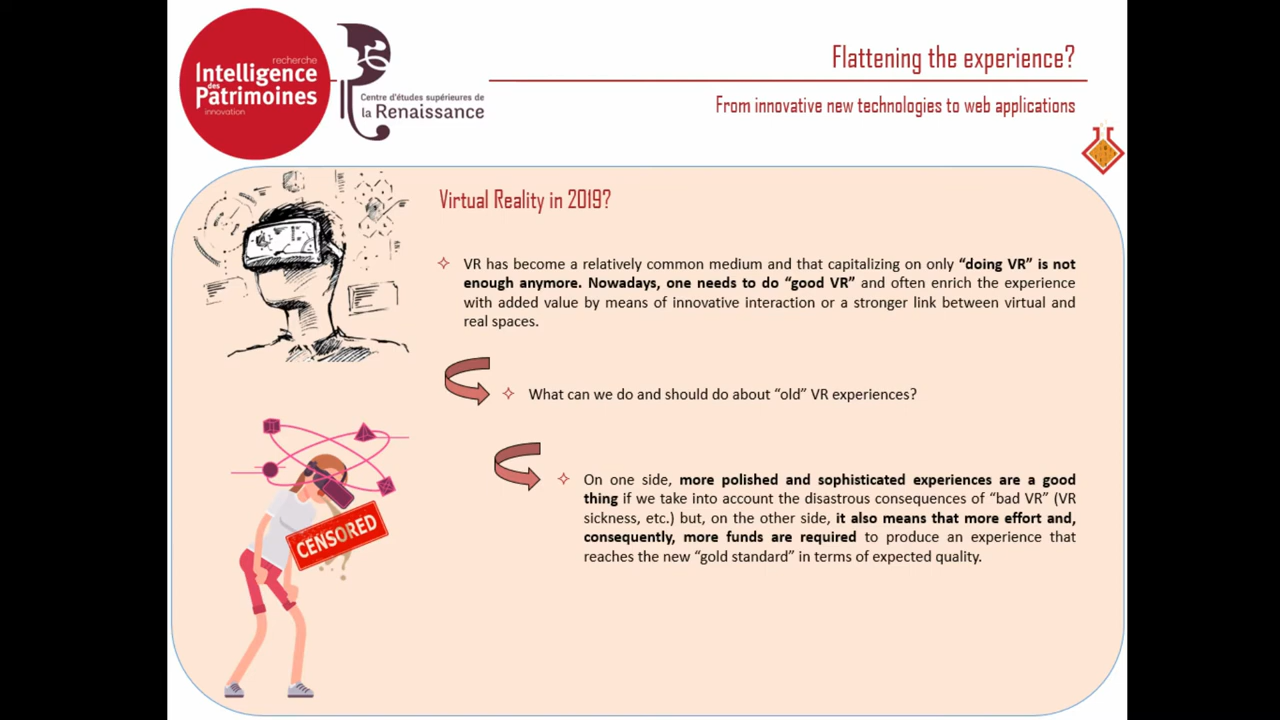 recherche
Intelligence
des
Patrimoines
innovation
Centre d'études supérieures de
la Renaissance
Flattening the experience?
From innovative new technologies to web applications
Virtual Reality in 2019?
VR has become a relatively common medium and that capitalizing on only “doing VR” is not
enough anymore. Nowadays, one needs to do “good VR” and often enrich the experience
with added value by means of innovative interaction or a stronger link between virtual and
real spaces.
What can we do and should do about “old” VR experiences?
On one side, more polished and sophisticated experiences are a good
thing if we take into account the disastrous consequences of “bad VR” (VR
sickness, etc.) but, on the other side, it also means that more effort and,
consequently, more funds are required to produce an experience that
reaches the new “gold standard” in terms of expected quality.
CENSORED